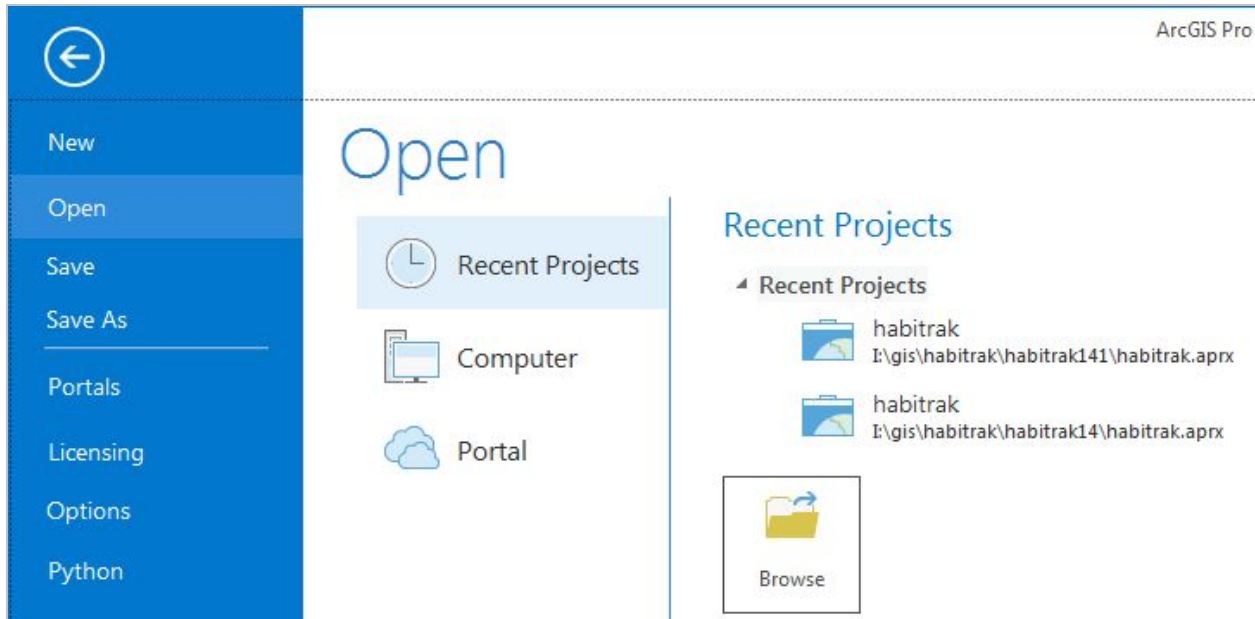 ArcGIS Pro
New
Open
Save
Save As
Portals
Licensing
Options
Python
Open
Recent Projects
Computer
Portal
Recent Projects
Recent Projects
habitrak
I:\gis\habitrak\habitrak141\habitrak.aprx
habitrak
I:\gis\habitrak\habitrak14\habitrak.aprx
Browse